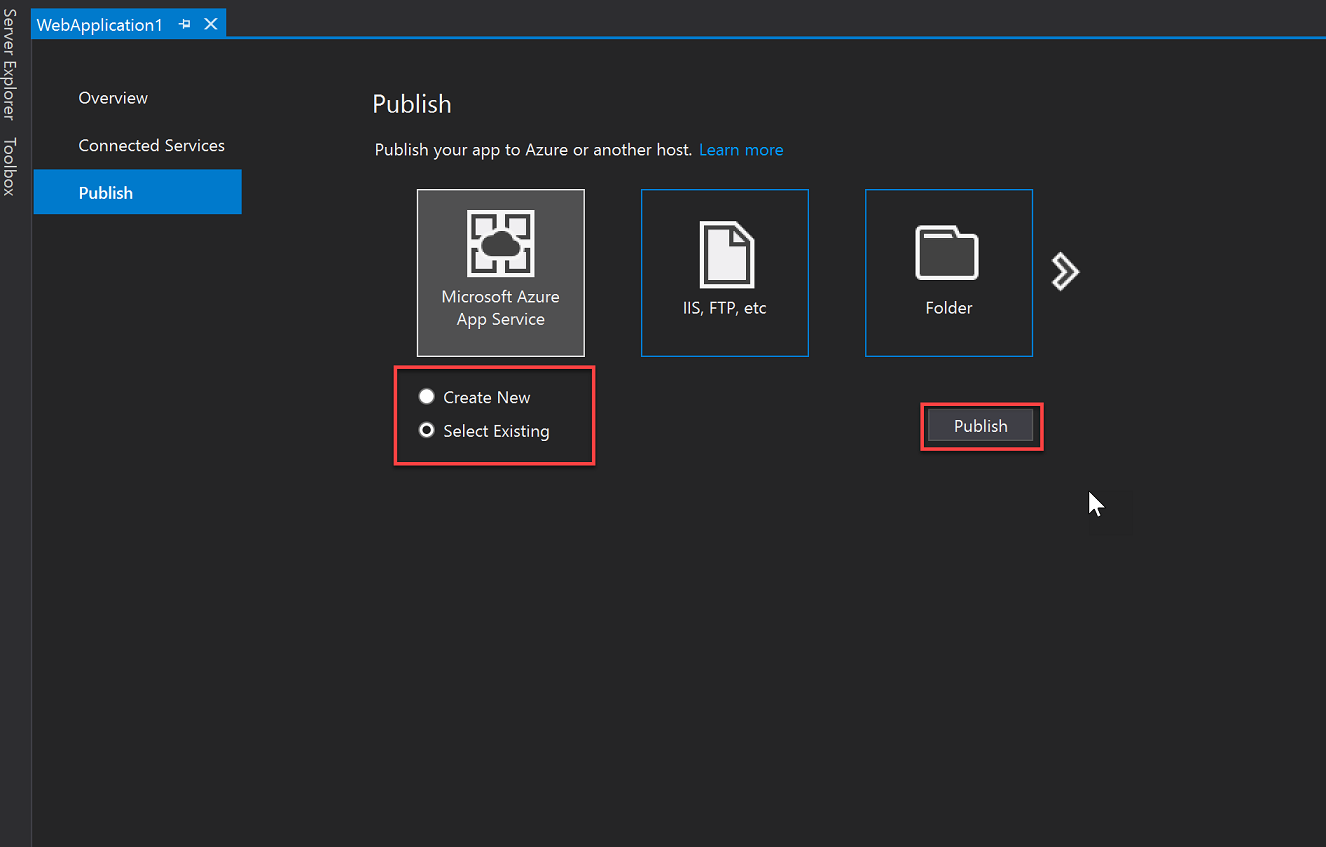 Server Explorer
Toolbox
WebApplication1
Overview
Connected Services
Publish
Publish
Publish your app to Azure or another host. Learn more
Microsoft Azure
App Service
IIS, FTP, etc
Folder
Create New
Select Existing
Publish